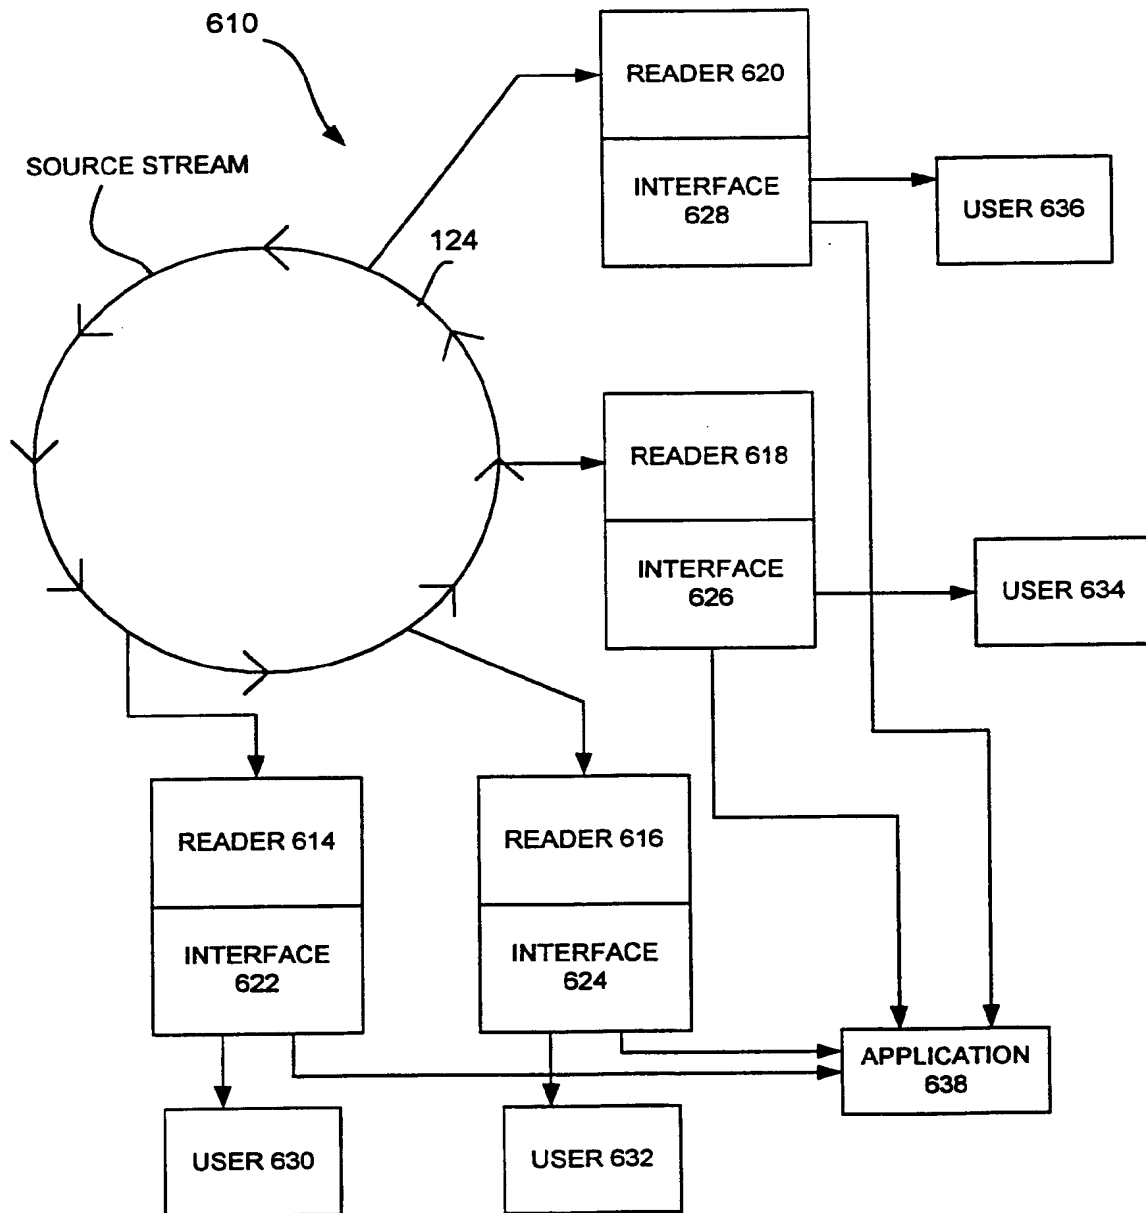 610
READER 620
SOURCE STREAM
INTERFACE
628
USER 636
124
READER 618
INTERFACE
626
USER 634
READER 614
READER 616
INTERFACE
622
INTERFACE
624
APPLICATION
638
USER 630
USER 632